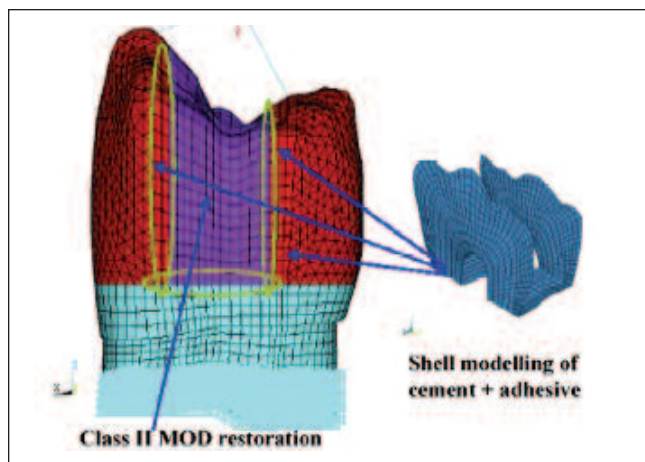 Shell modelling of
cement + adhesive
Class II MOD restoration